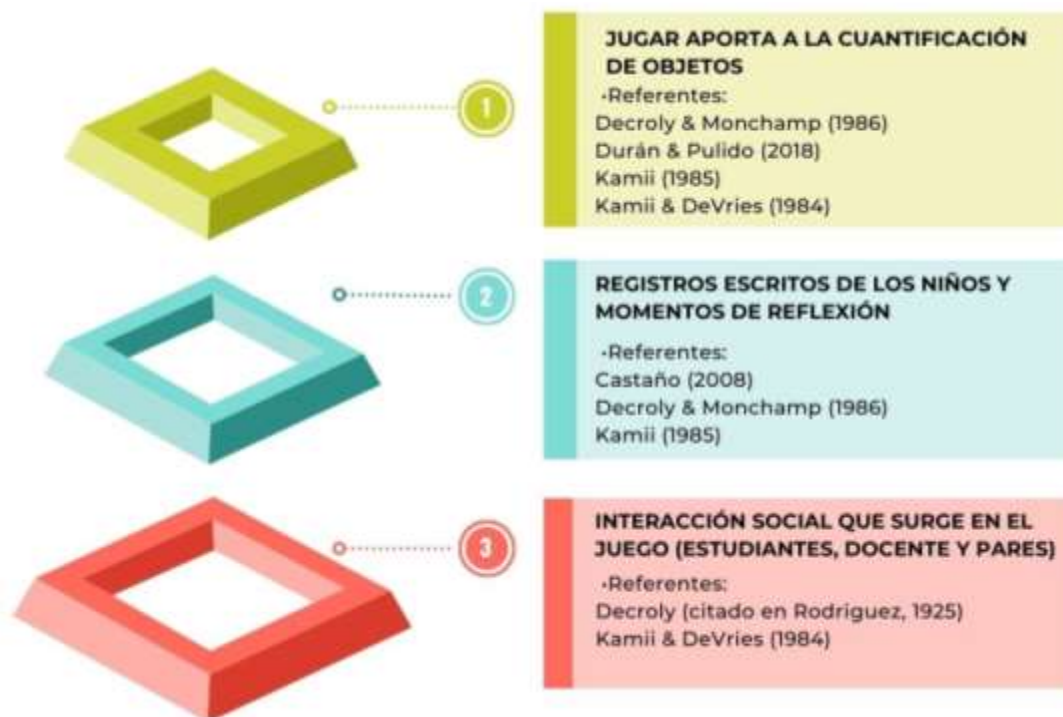 1
JUGAR APORTA A LA CUANTIFICACIÓN
DE OBJETOS
•Referentes:
Decroly & Monchamp (1986)
Durán & Pulido (2018)
Kamii (1985)
Kamii & DeVries (1984)
2
REGISTROS ESCRITOS DE LOS NIÑOS Y
MOMENTOS DE REFLEXIÓN
•Referentes:
Castaño (2008)
Decroly & Monchamp (1986)
Kamii (1985)
3
INTERACCIÓN SOCIAL QUE SURGE EN EL
JUEGO (ESTUDIANTES, DOCENTE Y PARES)
•Referentes:
Decroly (citado en Rodriguez, 1925)
Kamii & DeVries (1984)